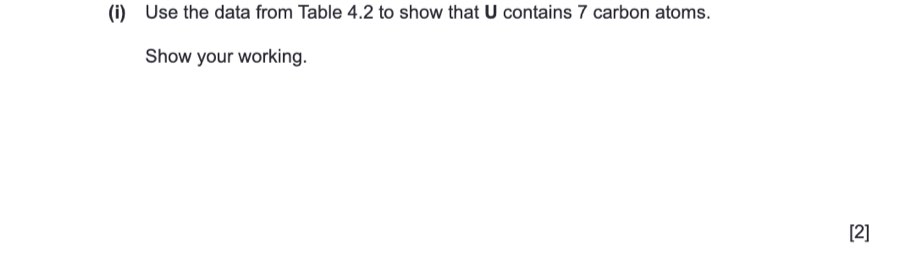 (i) Use the data from Table 4.2 to show that U contains 7 carbon atoms.
Show your working.
[2]